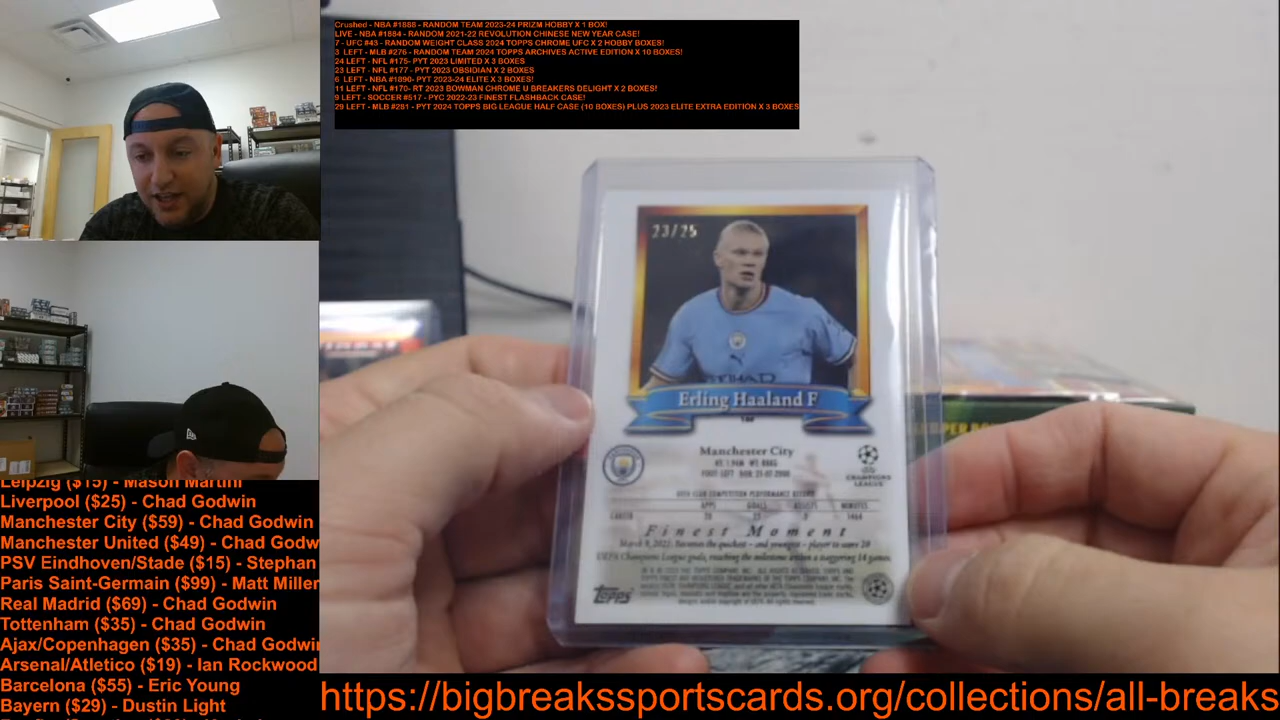 Crushed - NBA #1888 - RANDOM TEAM 2023-24 PRIZM HOBBY X 1 BOX!
LIVE - NBA #1884 - RANDOM 2021-22 REVOLUTION CHINESE NEW YEAR CASE!
7 - UFC #43 - RANDOM WEIGHT CLASS 2024 TOPPS CHROME UFC X 2 HOBBY BOXES!
3 LEFT - MLB #276 - RANDOM TEAM 2024 TOPPS ARCHIVES ACTIVE EDITION X 10 BOXES!
24 LEFT - NFL #175- PYT 2023 LIMITED X 3 BOXES
23 LEFT - NFL #177 - PYT 2023 OBSIDIAN X 2 BOXES
6 LEFT - NBA #1890- PYT 2023-24 ELITE X 3 BOXES!
11 LEFT - NFL #170- RT 2023 BOWMAN CHROME U BREAKERS DELIGHT X 2 BOXES!
9 LEFT - SOCCER #517 - PYC 2022-23 FINEST FLASHBACK CASE!
29 LEFT - MLB #281 - PYT 2024 TOPPS BIG LEAGUE HALF CASE (10 BOXES) PLUS 2023 ELITE EXTRA EDITION X 3 BOXES
23/25
Erling Haaland F
Manchester City
CHAMPIONS
LEAGUE
Finest Moment
Topps
Leipzig ($15) - Mason Martini
Liverpool ($25) - Chad Godwin
Manchester City ($59) - Chad Godwin
Manchester United ($49) - Chad Godw
PSV Eindhoven/Stade ($15) - Stephan
Paris Saint-Germain ($99) - Matt Miller
Real Madrid ($69) - Chad Godwin
Tottenham ($35) - Chad Godwin
Ajax/Copenhagen ($35) - Chad Godwin
Arsenal/Atletico ($19) - Ian Rockwood
Barcelona ($55) - Eric Young
Bayern ($29) - Dustin Light
https://bigbreakssportscards.org/collections/all-breaks